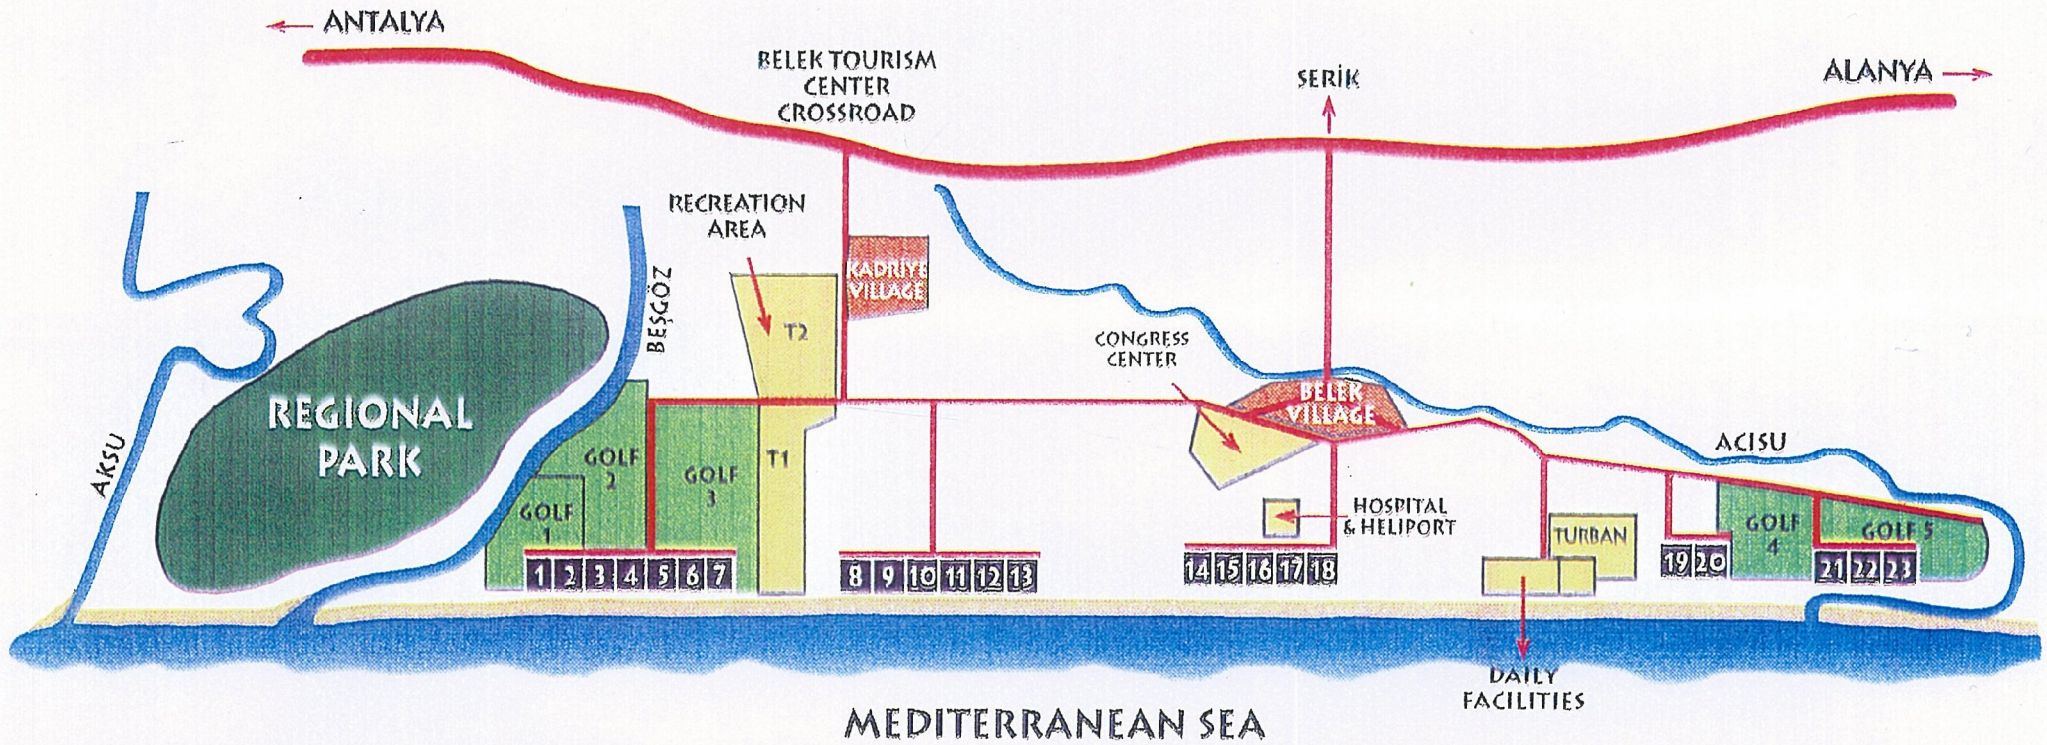 ANTALYA
BELEK TOURISM
CENTER
CROSSROAD
SERİK
ALANYA
RECREATION
AREA
KADRİYE
VILLAGE
T2
BEŞGÖZ
CONGRESS
CENTER
BELEK
VILLAGE
REGIONAL
PARK
AKSU
GOLF
2
GOLF
3
T1
GOLF
1
ACISU
HOSPITAL
& HELIPORT
TURBAN
GOLF
4
GOLF 5
1 2 3 4 5 6 7
8 9 10 11 12 13
14 15 16 17 18
19 20
21 22 23
DAILY
FACILITIES
MEDITERRANEAN SEA